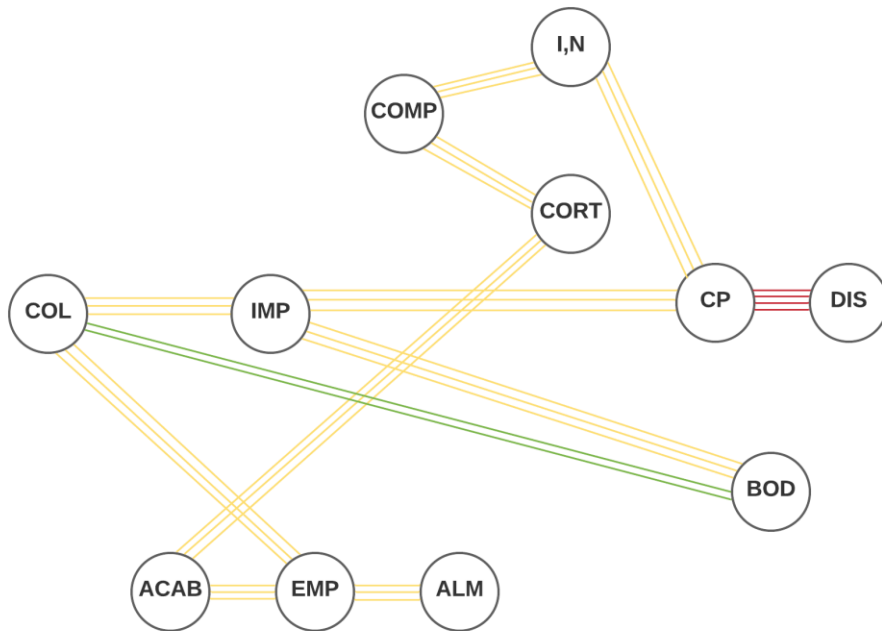 I,N
COMP
CORT
COL
IMP
CP
DIS
BOD
ACAB
EMP
ALM